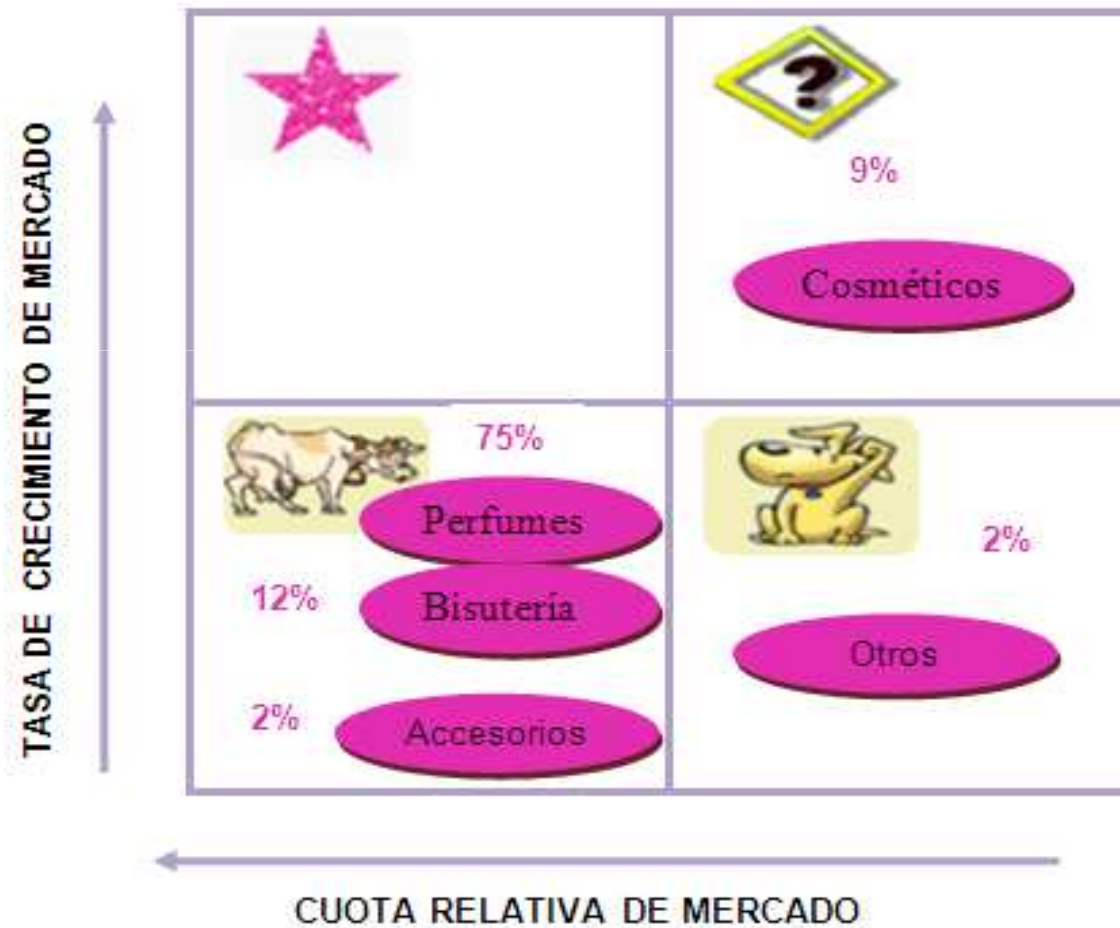 TASA DE CRECIMIENTO DE MERCADO
?
9%
Cosméticos
75%
Perfumes
12%
Bisutería
2%
Accesorios
2%
Otros
CUOTA RELATIVA DE MERCADO